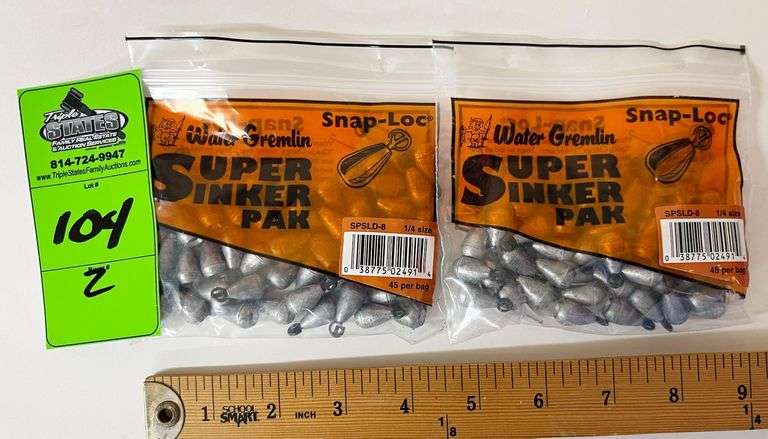 Triple
STATES
FAMILY REAL ESTATE
& AUCTION SERVICES
814-724-9947
www.TripleStatesFamilyAuctions.com
Lot #
104
2
Water Gremlin
Snap-Loc®
SUPER
SINKER
PAK
SPSLD-8 1/4 size
0 38775 02491 4
45 per bag
Water Gremlin
Snap-Loc®
SUPER
SINKER
PAK
SPSLD-8 1/4 size
0 38775 02491
45 per bag
1 SCHOOL SMART. 2 INCH 3 4 5 6 7 8 9
1
8
1
4